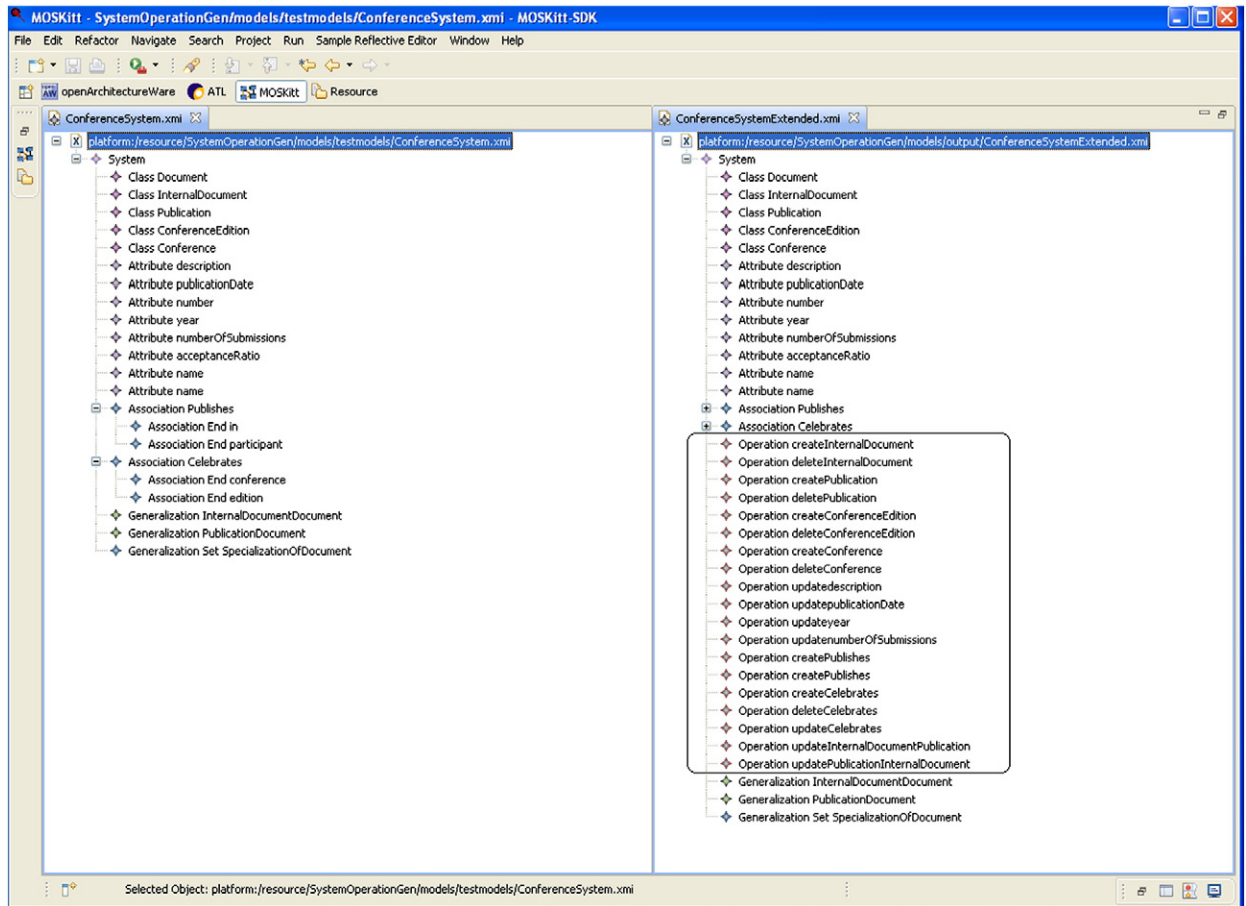 MOSKitt - SystemOperationGen/models/testmodels/ConferenceSystem.xmi - MOSKitt-SDK
File Edit Refactor Navigate Search Project Run Sample Reflective Editor Window Help
openArchitectureWare ATL MOSKitt Resource
ConferenceSystem.xmi
platform:/resource/SystemOperationGen/models/testmodels/ConferenceSystem.xmi
System
Class Document
Class InternalDocument
Class Publication
Class ConferenceEdition
Class Conference
Attribute description
Attribute publicationDate
Attribute number
Attribute year
Attribute numberOfSubmissions
Attribute acceptanceRatio
Attribute name
Attribute name
Association Publishes
Association End in
Association End participant
Association Celebrates
Association End conference
Association End edition
Generalization InternalDocumentDocument
Generalization PublicationDocument
Generalization Set SpecializationOfDocument
ConferenceSystemExtended.xmi
platform:/resource/SystemOperationGen/models/output/ConferenceSystemExtended.xmi
System
Class Document
Class InternalDocument
Class Publication
Class ConferenceEdition
Class Conference
Attribute description
Attribute publicationDate
Attribute number
Attribute year
Attribute numberOfSubmissions
Attribute acceptanceRatio
Attribute name
Attribute name
Association Publishes
Association Celebrates
Operation createInternalDocument
Operation deleteInternalDocument
Operation createPublication
Operation deletePublication
Operation createConferenceEdition
Operation deleteConferenceEdition
Operation createConference
Operation deleteConference
Operation updatedescription
Operation updatepublicationDate
Operation updateyear
Operation updatenumberOfSubmissions
Operation createPublishes
Operation createPublishes
Operation createCelebrates
Operation deleteCelebrates
Operation updateCelebrates
Operation updateInternalDocumentPublication
Operation updatePublicationInternalDocument
Generalization InternalDocumentDocument
Generalization PublicationDocument
Generalization Set SpecializationOfDocument
Selected Object: platform:/resource/SystemOperationGen/models/testmodels/ConferenceSystem.xmi